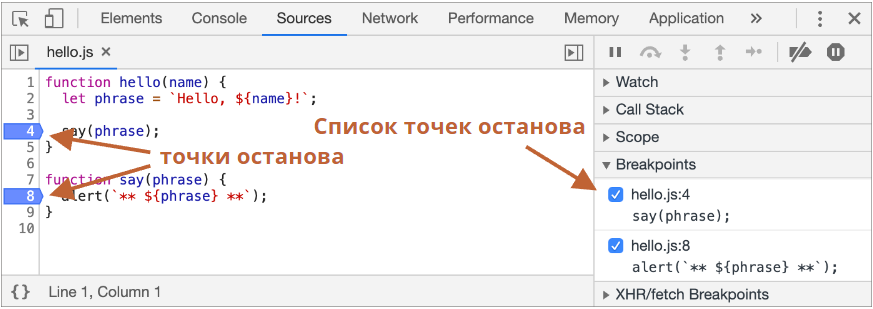 Elements Console Sources Network Performance Memory Application »
hello.js ×
1 function hello(name) {
2 let phrase = `Hello, ${name}!`;
3
4 say(phrase);
5 }
6
7 function say(phrase) {
8 alert(`** ${phrase} **`);
9 }
10
точки останова
Список точек останова
{} Line 1, Column 1
Watch
Call Stack
Scope
Breakpoints
hello.js:4
say(phrase);
hello.js:8
alert(`** ${phrase} **`);
XHR/fetch Breakpoints